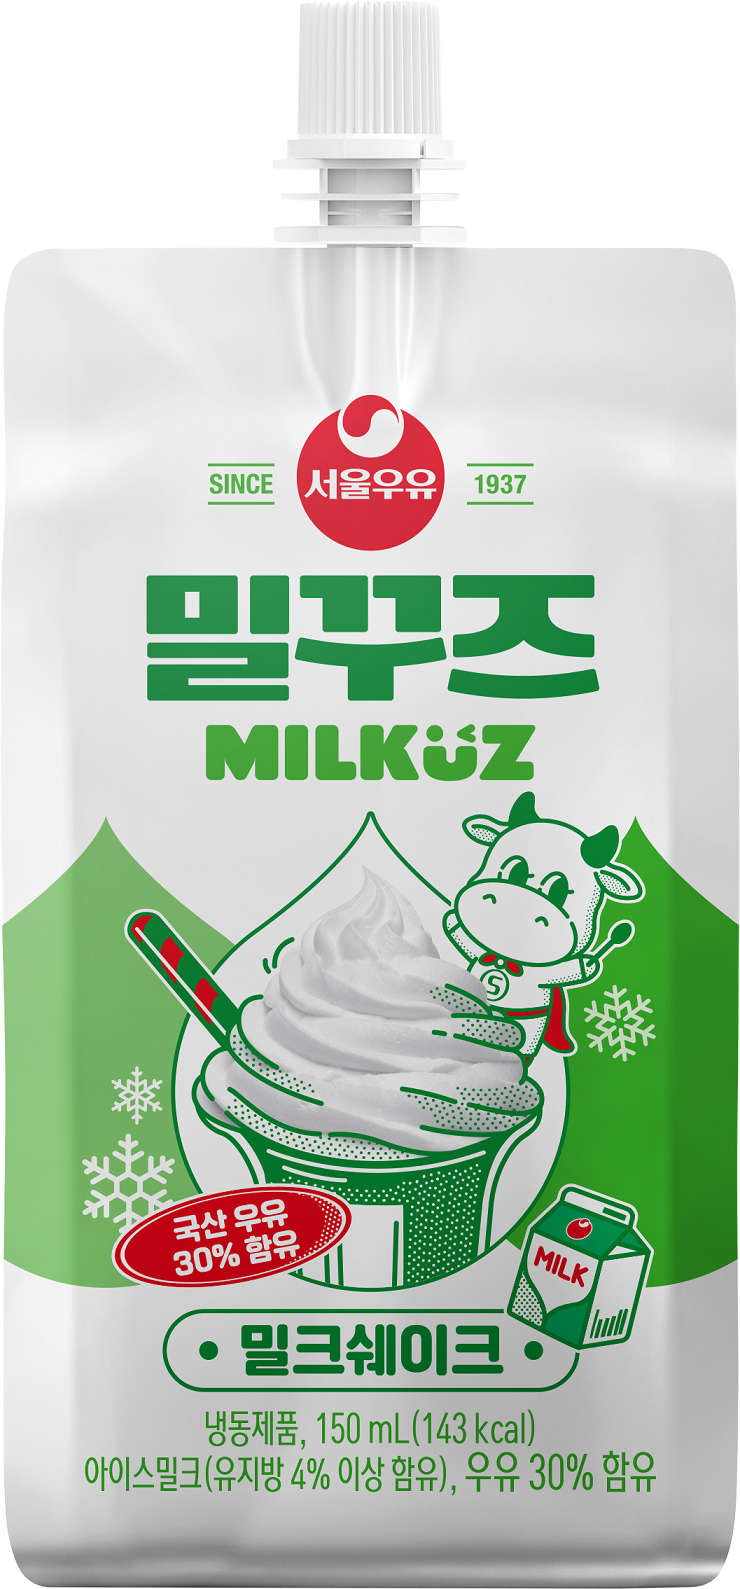 SINCE 서울우유 1937
밀꾸즈
MILKUZ
S
국산 우유
30% 함유
MILK
• 밀크쉐이크 •
냉동제품, 150 mL(143 kcal)
아이스밀크(유지방 4% 이상 함유), 우유 30% 함유